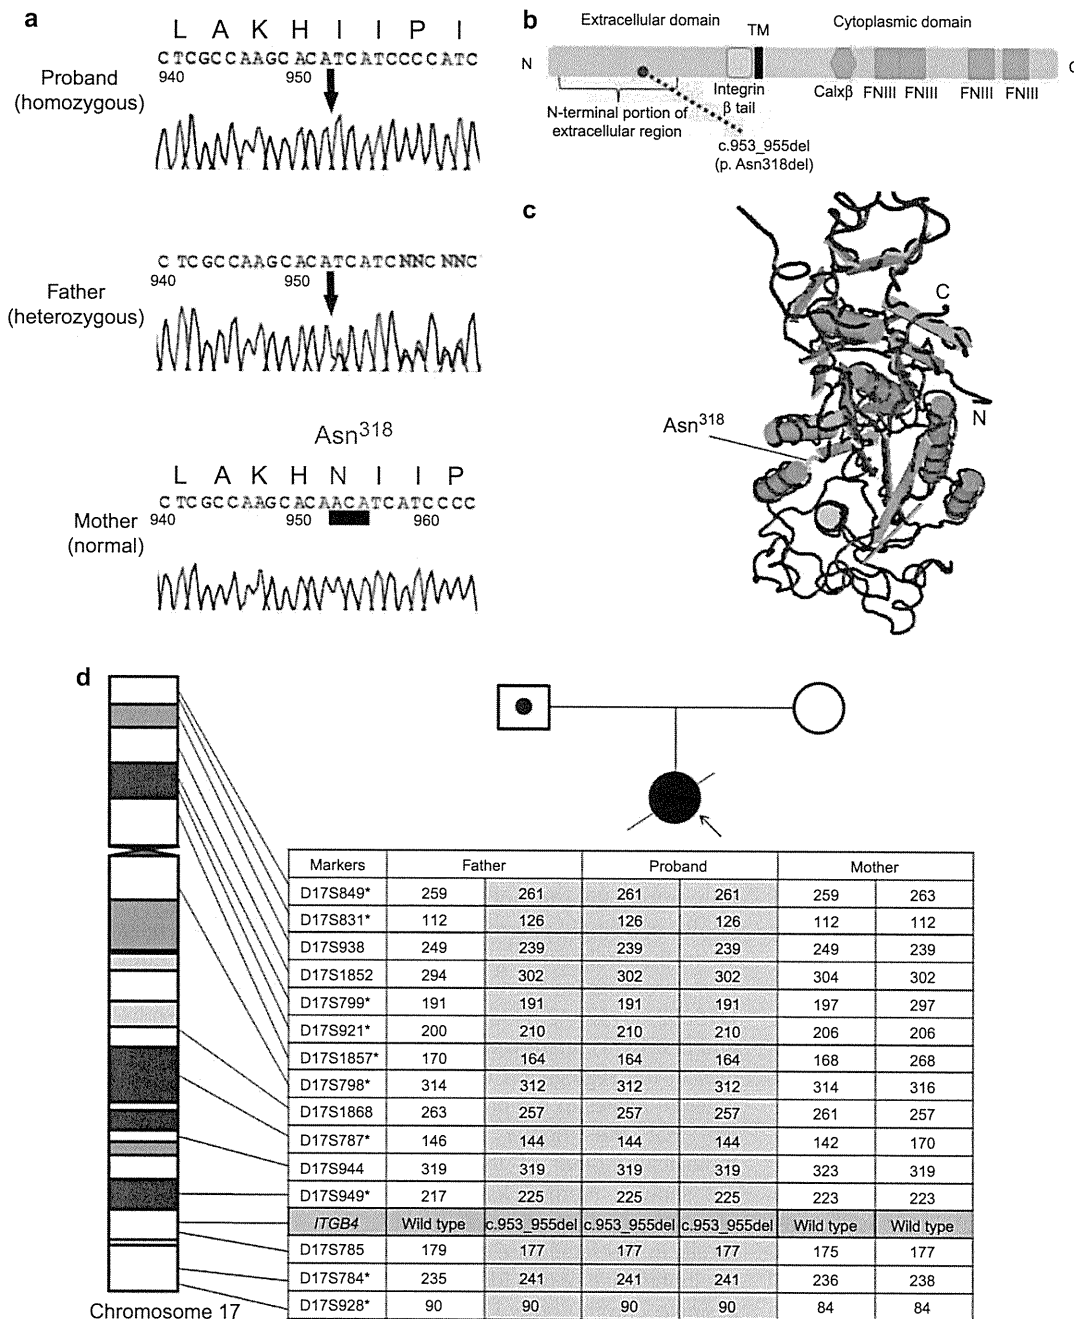 a
L A K H I I P I
C T C G C C A A G C A C A T C A T C C C C A T C
940 950
Proband
(homozygous)
C T C G C C A A G C A C A T C A T C N N C N N C
940 950
Father
(heterozygous)
Asn318
L A K H N I I P
C T C G C C A A G C A C A A C A T C A T C C C C
940 950 960
Mother
(normal)
b
Extracellular domain TM Cytoplasmic domain
N C
Integrin
β tail
Calxβ FNIII FNIII FNIII FNIII
N-terminal portion of
extracellular region
c.953_955del
(p. Asn318del)
c
C
N
Asn318
d
Markers Father Proband Mother
D17S849* 259 261 261 261 259 263
D17S831* 112 126 126 126 112 112
D17S938 249 239 239 239 249 239
D17S1852 294 302 302 302 304 302
D17S799* 191 191 191 191 197 297
D17S921* 200 210 210 210 206 206
D17S1857* 170 164 164 164 168 268
D17S798* 314 312 312 312 314 316
D17S1868 263 257 257 257 261 257
D17S787* 146 144 144 144 142 170
D17S944 319 319 319 319 323 319
D17S949* 217 225 225 225 223 223
ITGB4 Wild type c.953_955del c.953_955del c.953_955del Wild type Wild type
D17S785 179 177 177 177 175 177
D17S784* 235 241 241 241 236 238
D17S928* 90 90 90 90 84 84
Chromosome 17